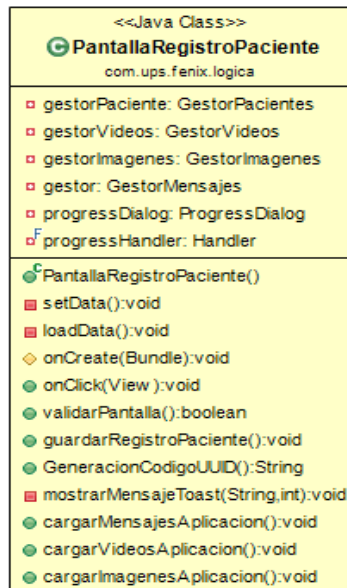 <<Java Class>>
PantallaRegistroPaciente
com.ups.fenix.logica
gestorPaciente: GestorPacientes
gestorVideos: GestorVideos
gestorImagenes: GestorImagenes
gestor: GestorMensajes
progressDialog: ProgressDialog
F progressHandler: Handler
C PantallaRegistroPaciente()
setData():void
loadData():void
onCreate(Bundle):void
onClick(View ):void
validarPantalla():boolean
guardarRegistroPaciente():void
GeneracionCodigoUUID():String
mostrarMensajeToast(String,int):void
cargarMensajesAplicacion():void
cargarVideosAplicacion():void
cargarImagenesAplicacion():void